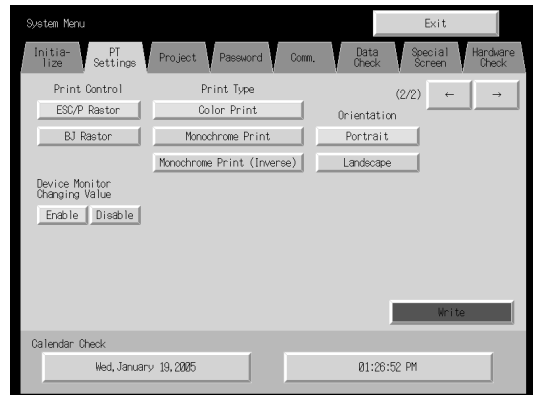 System Menu
Exit
Initia-
lize
PT
Settings
Project
Password
Comm.
Data
Check
Special
Screen
Hardware
Check
Print Control
Print Type
(2/2)
←
→
ESC/P Rastor
Color Print
Orientation
BJ Rastor
Monochrome Print
Portrait
Monochrome Print (Inverse)
Landscape
Device Monitor
Changing Value
Enable
Disable
Write
Calendar Check
Wed, January 19, 2005
01:26:52 PM